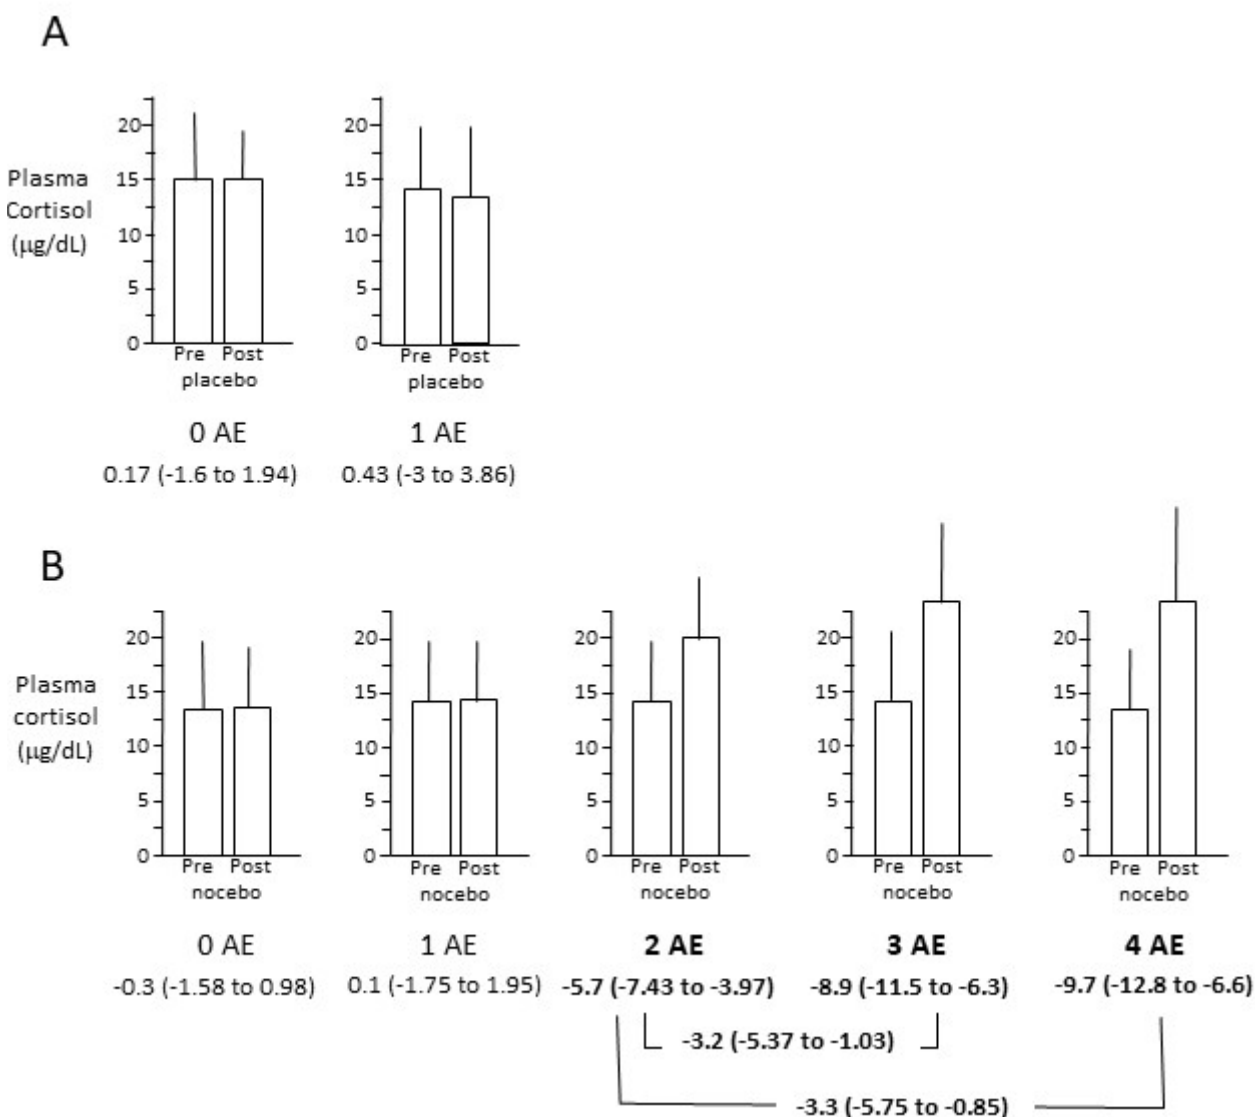 A
Plasma
Cortisol
(µg/dL)
20
15
10
5
0
Pre Post
placebo
0 AE
0.17 (-1.6 to 1.94)
20
15
10
5
0
Pre Post
placebo
1 AE
0.43 (-3 to 3.86)
B
Plasma
cortisol
(µg/dL)
20
15
10
5
0
Pre Post
nocebo
0 AE
-0.3 (-1.58 to 0.98)
20
15
10
5
0
Pre Post
nocebo
1 AE
0.1 (-1.75 to 1.95)
20
15
10
5
0
Pre Post
nocebo
2 AE
-5.7 (-7.43 to -3.97)
20
15
10
5
0
Pre Post
nocebo
3 AE
-8.9 (-11.5 to -6.3)
20
15
10
5
0
Pre Post
nocebo
4 AE
-9.7 (-12.8 to -6.6)
-3.2 (-5.37 to -1.03)
-3.3 (-5.75 to -0.85)